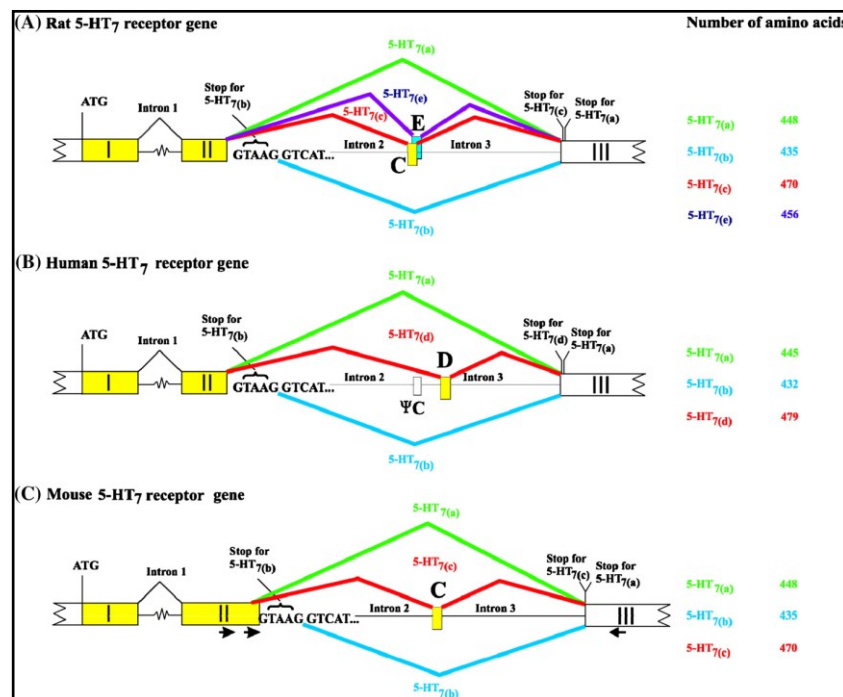 (A) Rat 5-HT7 receptor gene
Number of amino acids
5-HT7(a)
ATG
Intron 1
Stop for
5-HT7(b)
5-HT7(e)
5-HT7(c)
E
Stop for
5-HT7(c)
Stop for
5-HT7(a)
I
II
GTAAG GTCAT...
Intron 2
C
Intron 3
III
5-HT7(b)
5-HT7(a) 448
5-HT7(b) 435
5-HT7(c) 470
5-HT7(e) 456
(B) Human 5-HT7 receptor gene
5-HT7(a)
ATG
Intron 1
Stop for
5-HT7(b)
5-HT7(d)
D
Stop for
5-HT7(d)
Stop for
5-HT7(a)
I
II
GTAAG GTCAT...
Intron 2
ΨC
Intron 3
III
5-HT7(b)
5-HT7(a) 445
5-HT7(b) 432
5-HT7(d) 479
(C) Mouse 5-HT7 receptor gene
5-HT7(a)
ATG
Intron 1
Stop for
5-HT7(b)
5-HT7(c)
C
Stop for
5-HT7(c)
Stop for
5-HT7(a)
I
II
GTAAG GTCAT...
Intron 2
Intron 3
III
5-HT7(b)
5-HT7(a) 448
5-HT7(b) 435
5-HT7(c) 470